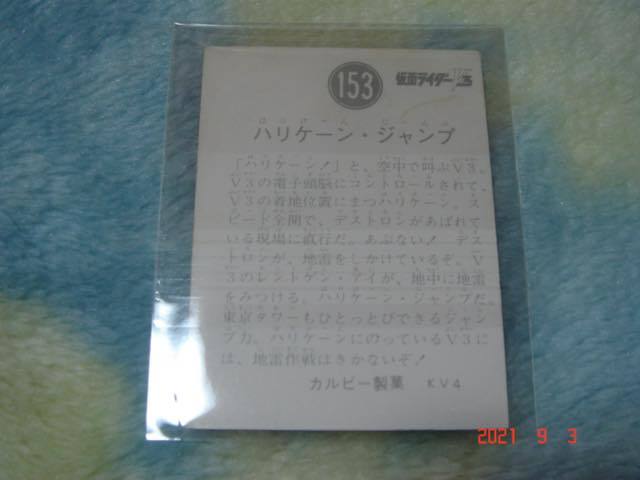 153
仮面ライダーV3
ハリケーン・ジャンプ
「ハリケーン!」と、空中で叫ぶV3。
V3の電子頭脳にコントロールされて、
V3の着地位置にまつハリケーン。ス
ピード全開で、デストロンがあばれて
いる現場に直行だ。あぶない! デス
トロンが、地雷をしかけているぞ。V
3のレントゲン・アイが、地中に地雷
をみつける。ハリケーン・ジャンプだ。
東京タワーもひとっとびできるジャン
プ力。ハリケーンにのっているV3に
は、地雷作戦はきかないぞ!
カルビー製菓 KV4
2021 9 3